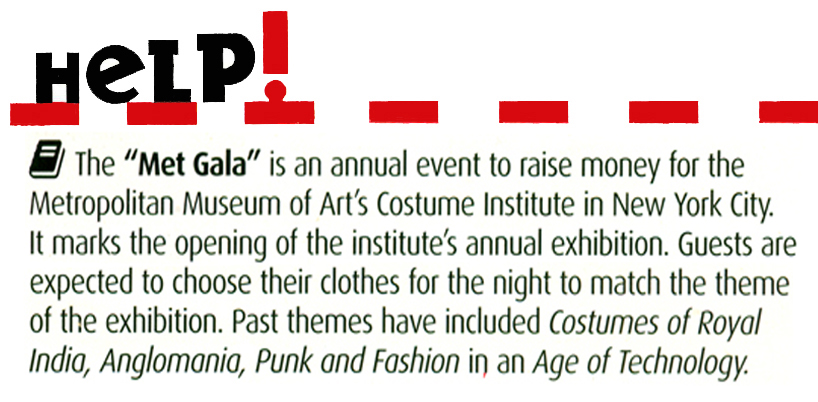 HeLP!
The "Met Gala" is an annual event to raise money for the
Metropolitan Museum of Art's Costume Institute in New York City.
It marks the opening of the institute's annual exhibition. Guests are
expected to choose their clothes for the night to match the theme
of the exhibition. Past themes have included Costumes of Royal
India, Anglomania, Punk and Fashion in an Age of Technology.